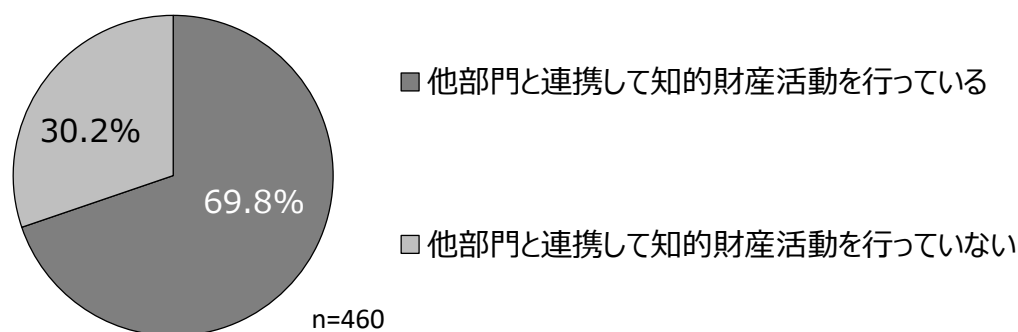 ■ 他部門と連携して知的財産活動を行っている
30.2%
69.8%
■ 他部門と連携して知的財産活動を行っていない
n=460